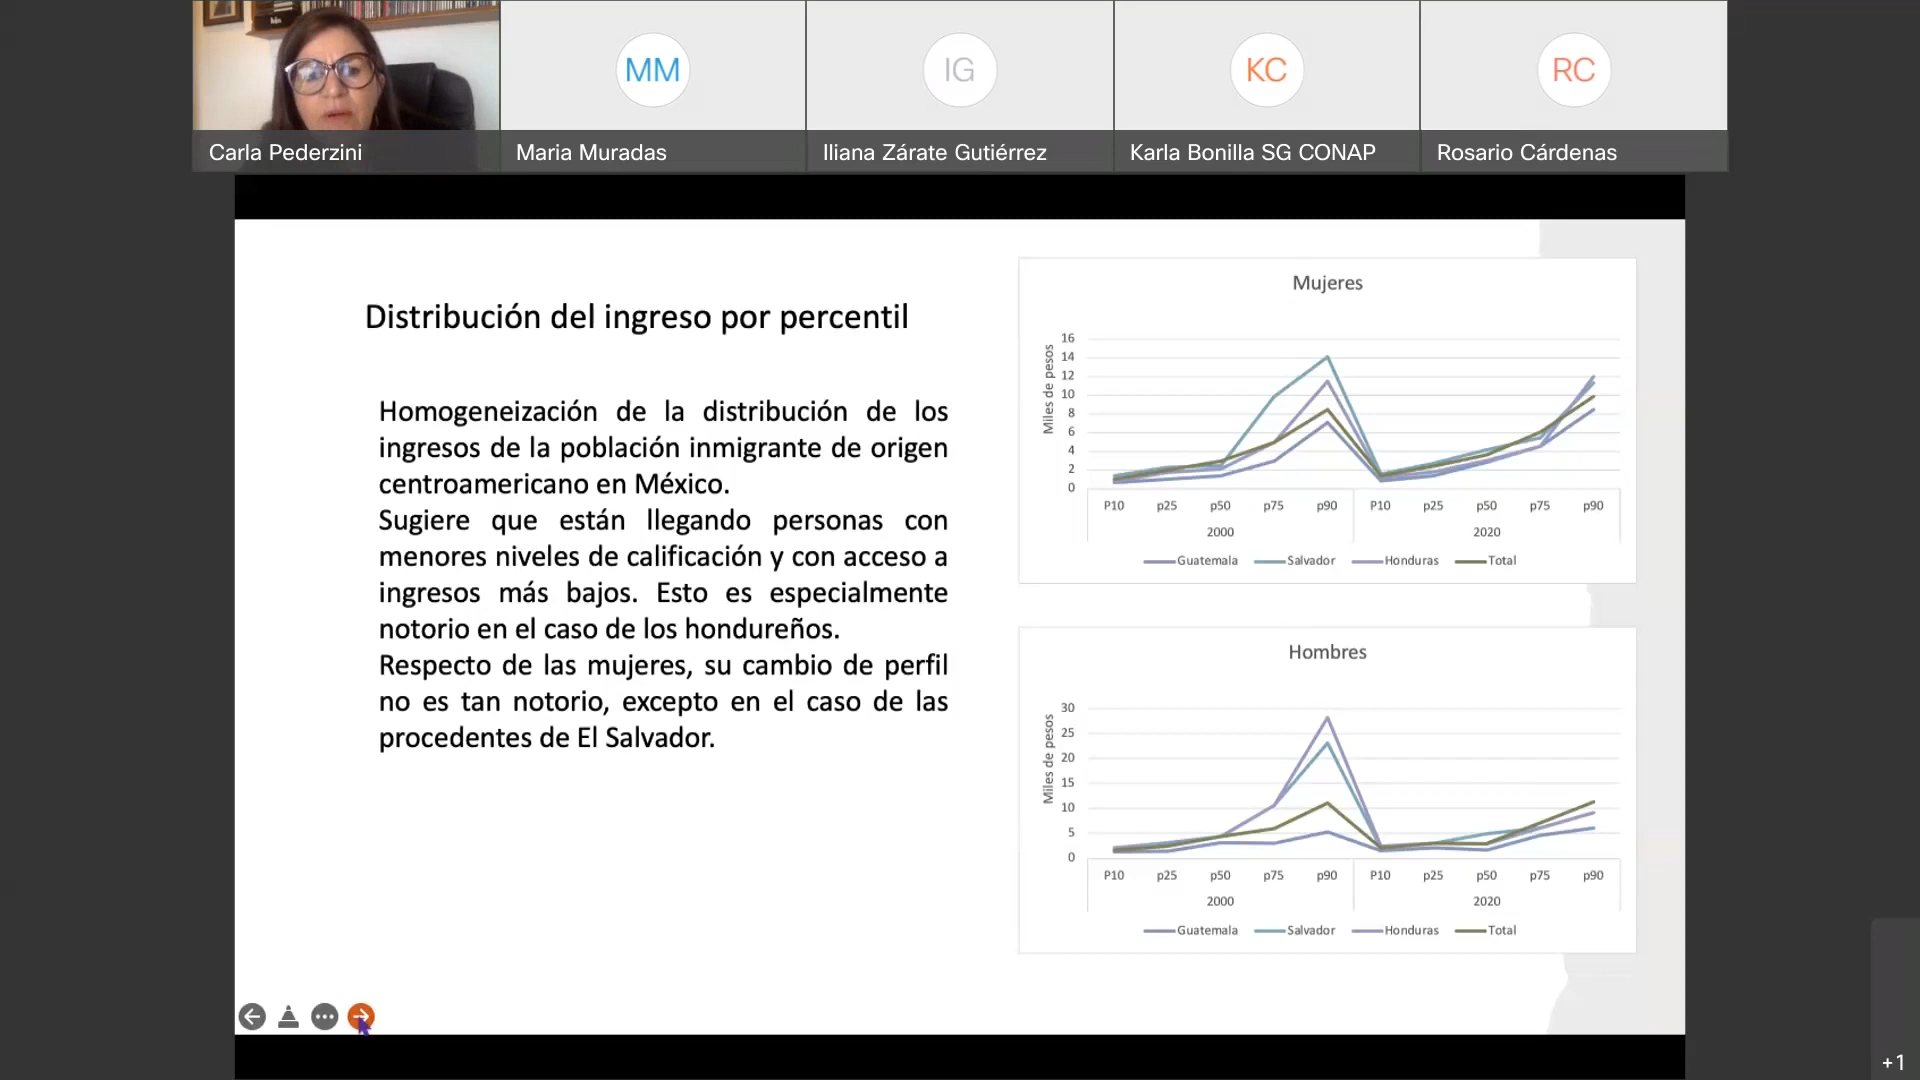 MM
IG
KC
RC
Carla Pederzini
Maria Muradas
Iliana Zárate Gutiérrez
Karla Bonilla SG CONAP
Rosario Cárdenas
Distribución del ingreso por percentil
Homogeneización de la distribución de los
ingresos de la población inmigrante de origen
centroamericano en México.
Sugiere que están llegando personas con
menores niveles de calificación y con acceso a
ingresos más bajos. Esto es especialmente
notorio en el caso de los hondureños.
Respecto de las mujeres, su cambio de perfil
no es tan notorio, excepto en el caso de las
procedentes de El Salvador.
Mujeres
Miles de pesos
16
14
12
10
8
6
4
2
0
P10 p25 p50 p75 p90 P10 p25 p50 p75 p90
2000 2020
Guatemala Salvador Honduras Total
Hombres
Miles de pesos
30
25
20
15
10
5
0
P10 p25 p50 p75 p90 P10 p25 p50 p75 p90
2000 2020
Guatemala Salvador Honduras Total
+1